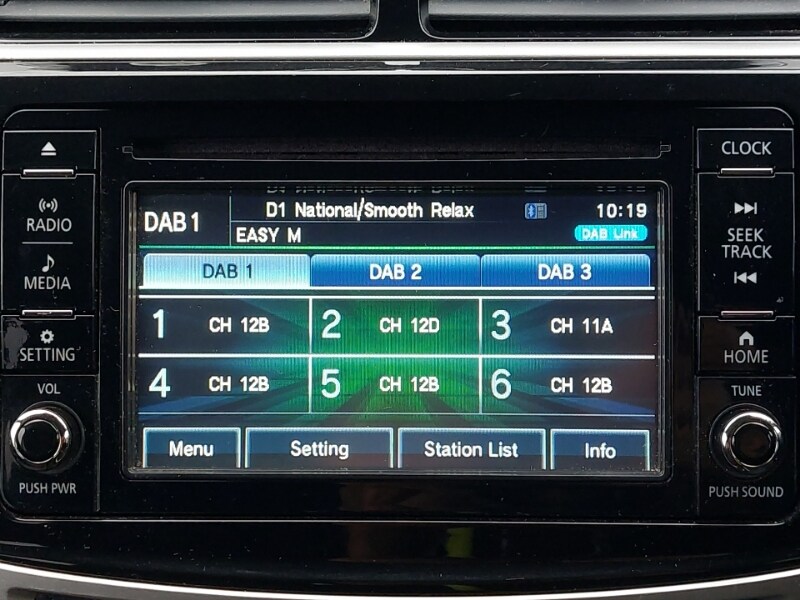 CLOCK
RADIO
MEDIA
SETTING
VOL
PUSH PWR
DAB1
D1 National/Smooth Relax
10:19
EASY M
DAB Link
DAB 1 DAB 2 DAB 3
1 CH 12B 2 CH 12D 3 CH 11A
4 CH 12B 5 CH 12B 6 CH 12B
Menu Setting Station List Info
SEEK
TRACK
HOME
TUNE
PUSH SOUND